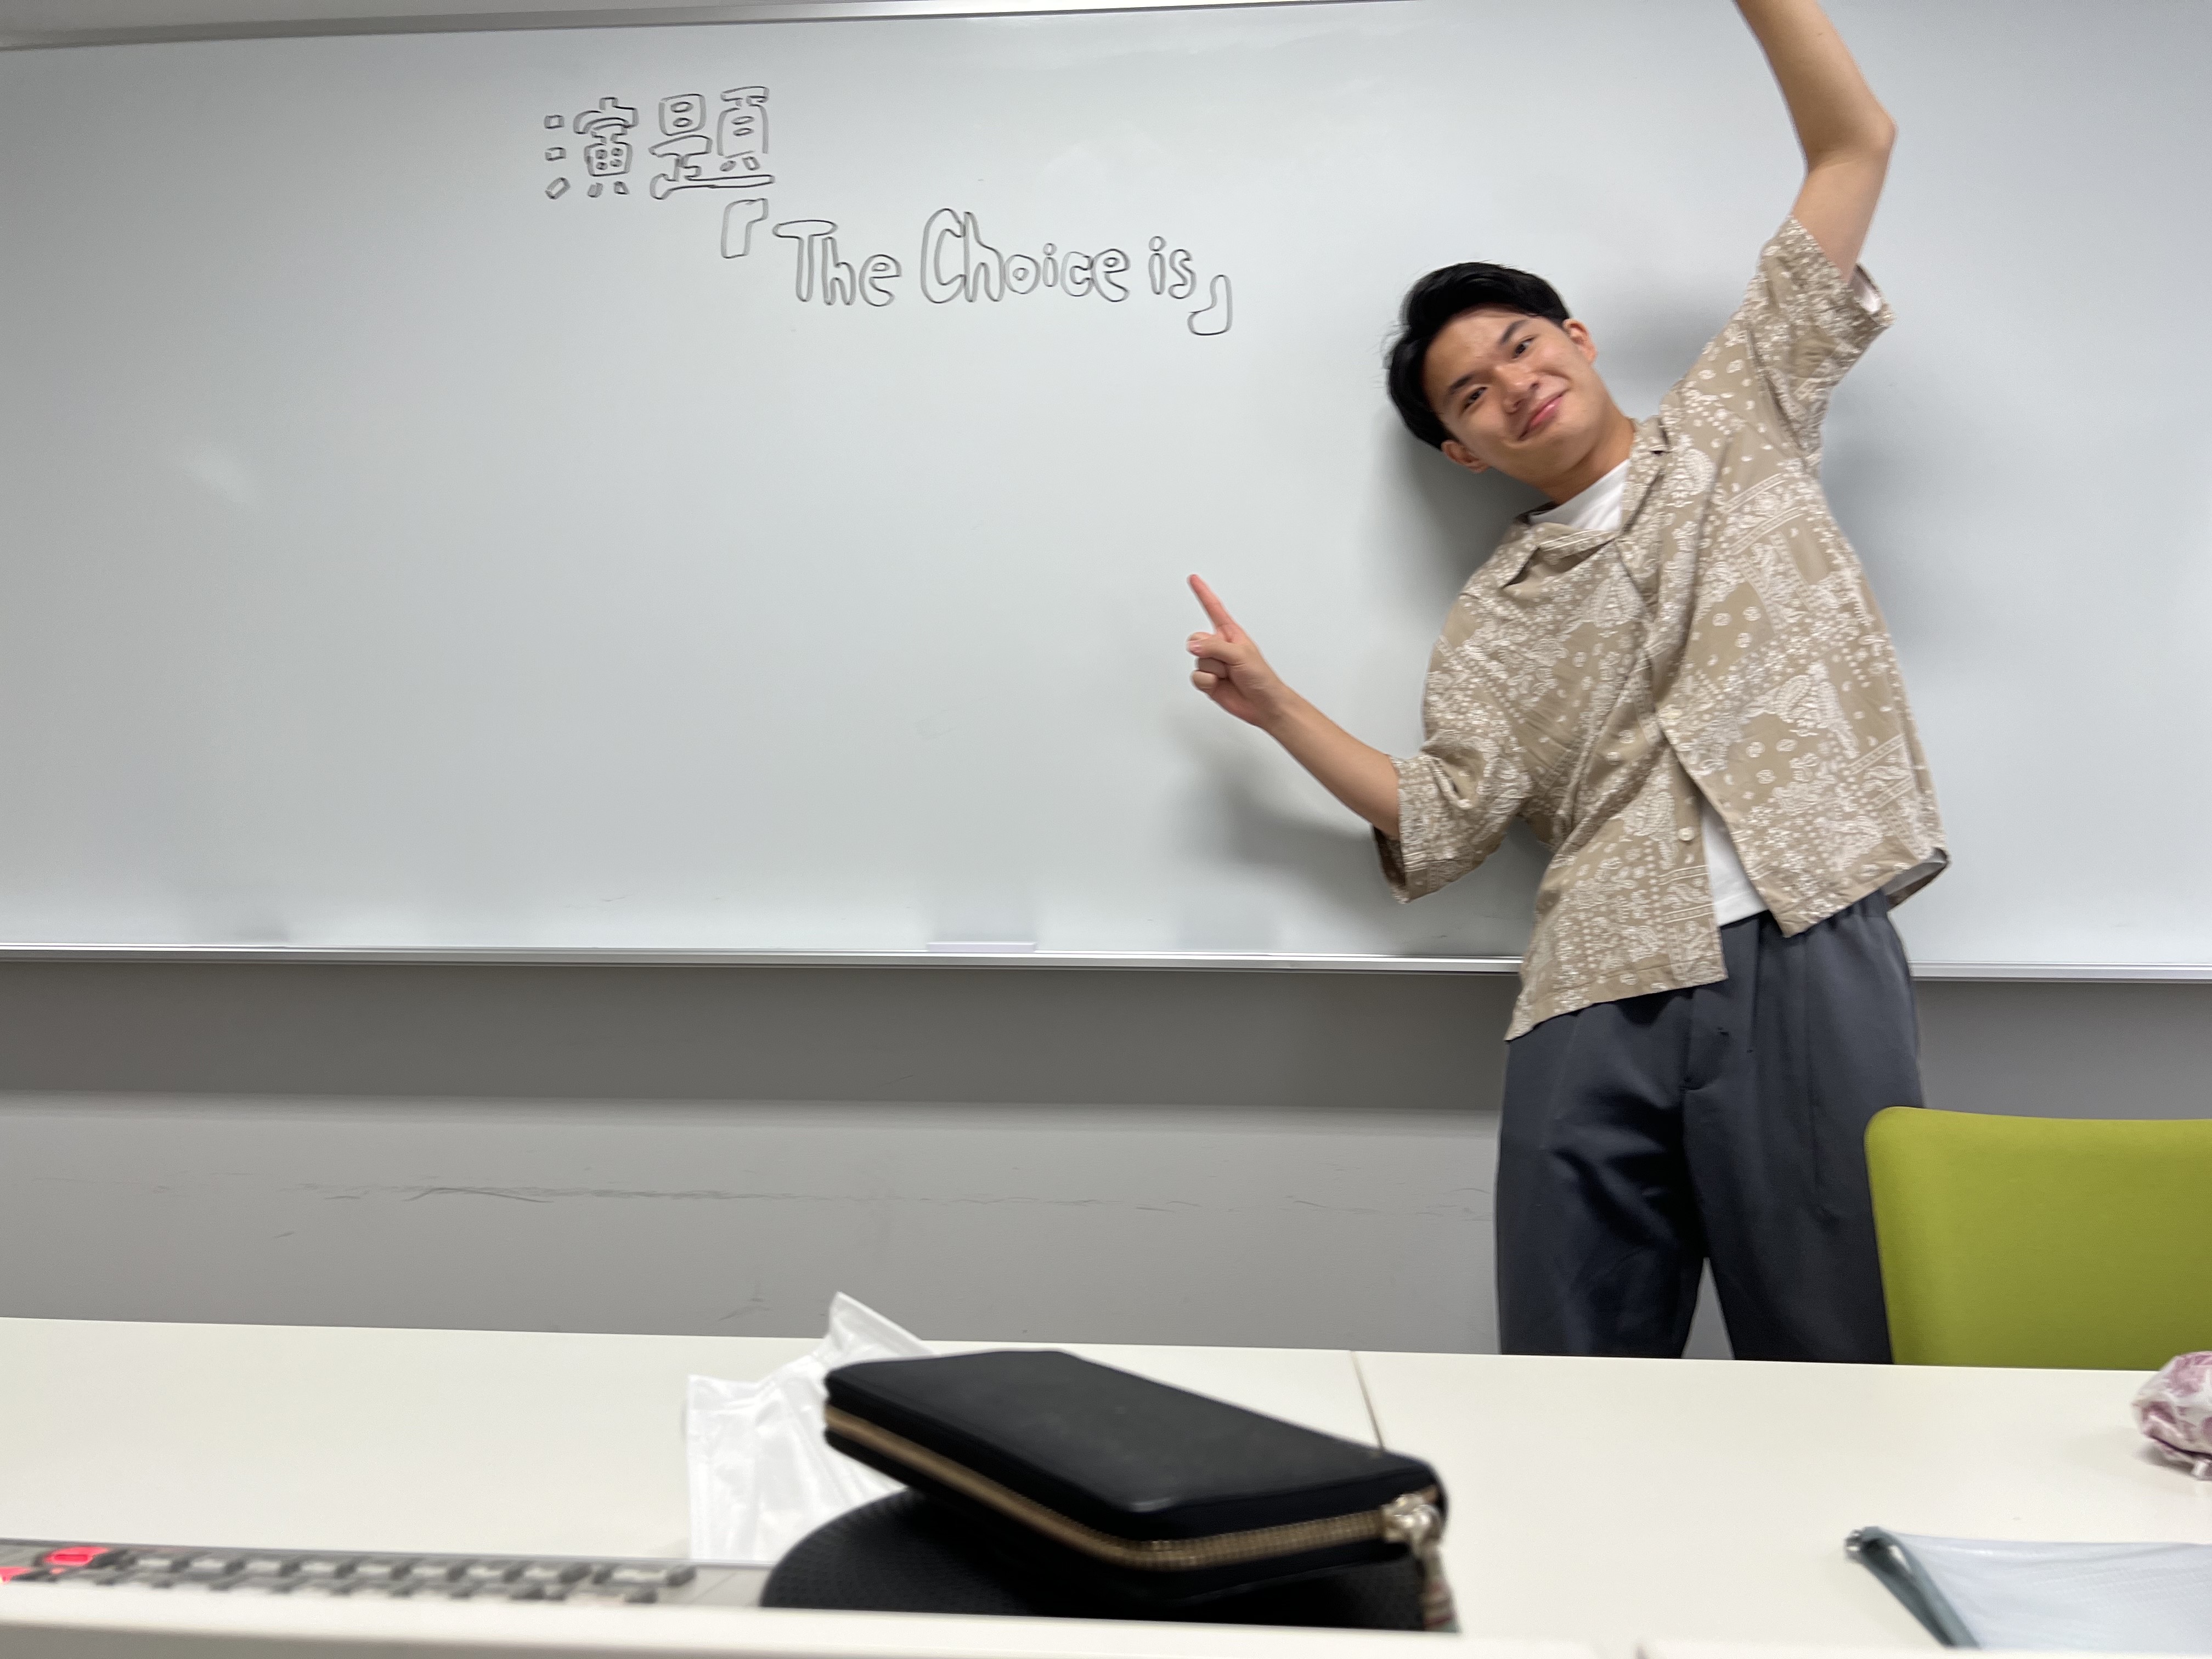 演題
『The Choice is』